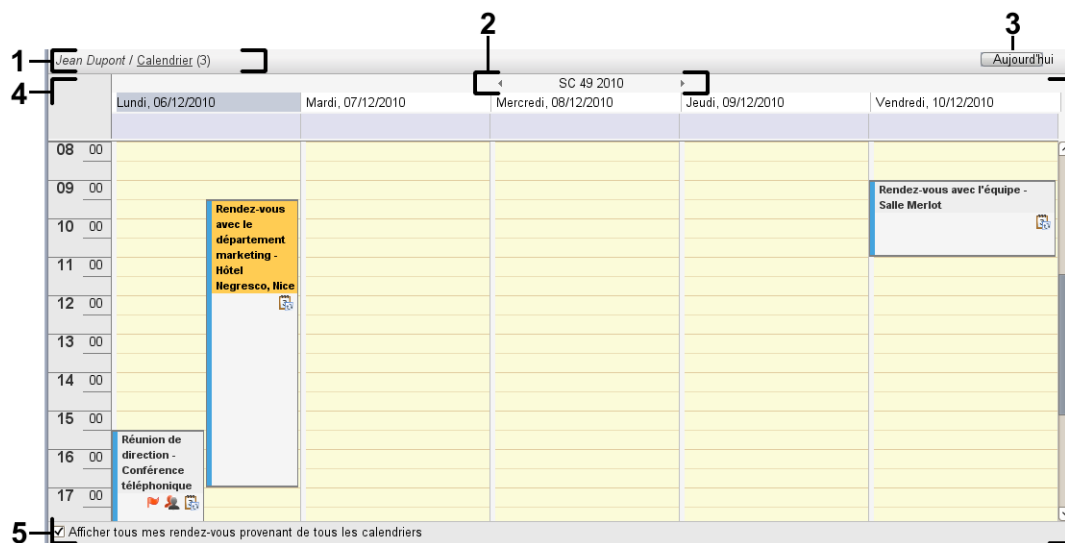 2
3
1
Jean Dupont / Calendrier (3)
Aujourd'hui
4
SC 49 2010
Lundi, 06/12/2010
Mardi, 07/12/2010
Mercredi, 08/12/2010
Jeudi, 09/12/2010
Vendredi, 10/12/2010
08 00
09 00
Rendez-vous avec l'équipe -
Salle Merlot
Rendez-vous
avec le
département
marketing -
Hôtel
Negresco, Nice
10 00
11 00
12 00
13 00
14 00
15 00
Réunion de
direction -
Conférence
téléphonique
16 00
17 00
5
Afficher tous mes rendez-vous provenant de tous les calendriers